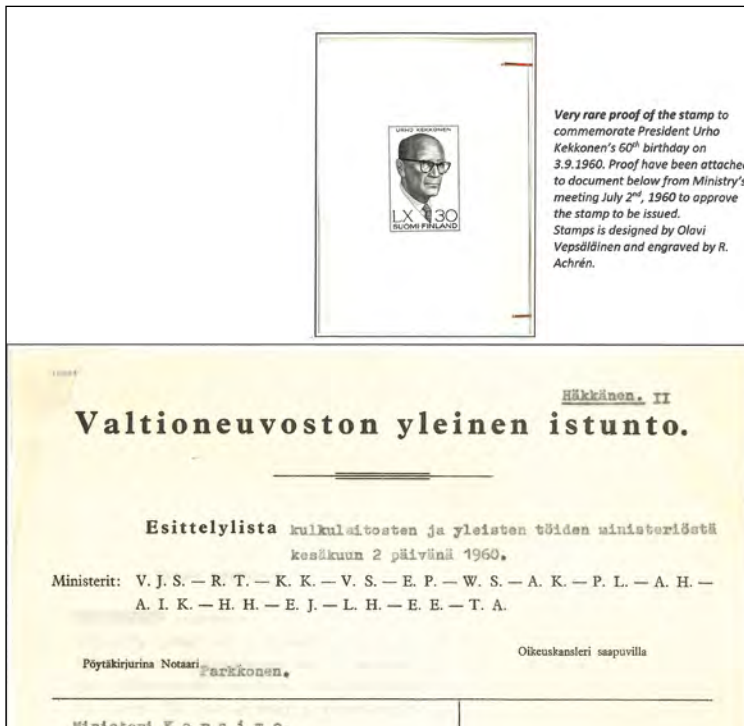 URHO KEKKONEN
LX 30
SUOMI FINLAND
Very rare proof of the stamp to
commemorate President Urho
Kekkonen's 60th birthday on
3.9.1960. Proof have been attached
to document below from Ministry's
meeting July 2nd, 1960 to approve
the stamp to be issued.
Stamps is designed by Olavi
Vepsäläinen and engraved by R.
Achrén.
Häkkänen. II
Valtioneuvoston yleinen istunto.
Esittelylista kulkulaitosten ja yleisten töiden ministeriöstä
kesäkuun 2 päivänä 1960.
Ministerit: V. J. S. — R. T. — K. K. — V. S. — E. P. — W. S. — A. K. — P. L. — A. H. —
A. I. K. — H. H. — E. J. — L. H. — E. E. — T. A.
Oikeuskansleri saapuvilla
Pöytäkirjurina Notaari Parkkonen.
Ministeri